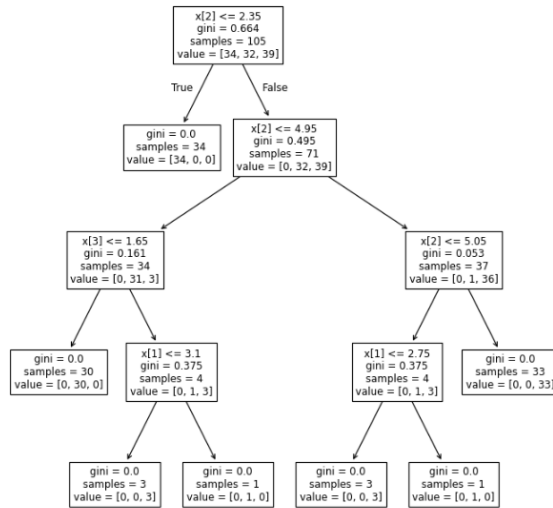 x[2] <= 2.35
gini = 0.664
samples = 105
value = [34, 32, 39]
True
False
gini = 0.0
samples = 34
value = [34, 0, 0]
x[2] <= 4.95
gini = 0.495
samples = 71
value = [0, 32, 39]
x[3] <= 1.65
gini = 0.161
samples = 34
value = [0, 31, 3]
x[2] <= 5.05
gini = 0.053
samples = 37
value = [0, 1, 36]
gini = 0.0
samples = 30
value = [0, 30, 0]
x[1] <= 3.1
gini = 0.375
samples = 4
value = [0, 1, 3]
x[1] <= 2.75
gini = 0.375
samples = 4
value = [0, 1, 3]
gini = 0.0
samples = 33
value = [0, 0, 33]
gini = 0.0
samples = 3
value = [0, 0, 3]
gini = 0.0
samples = 1
value = [0, 1, 0]
gini = 0.0
samples = 3
value = [0, 0, 3]
gini = 0.0
samples = 1
value = [0, 1, 0]